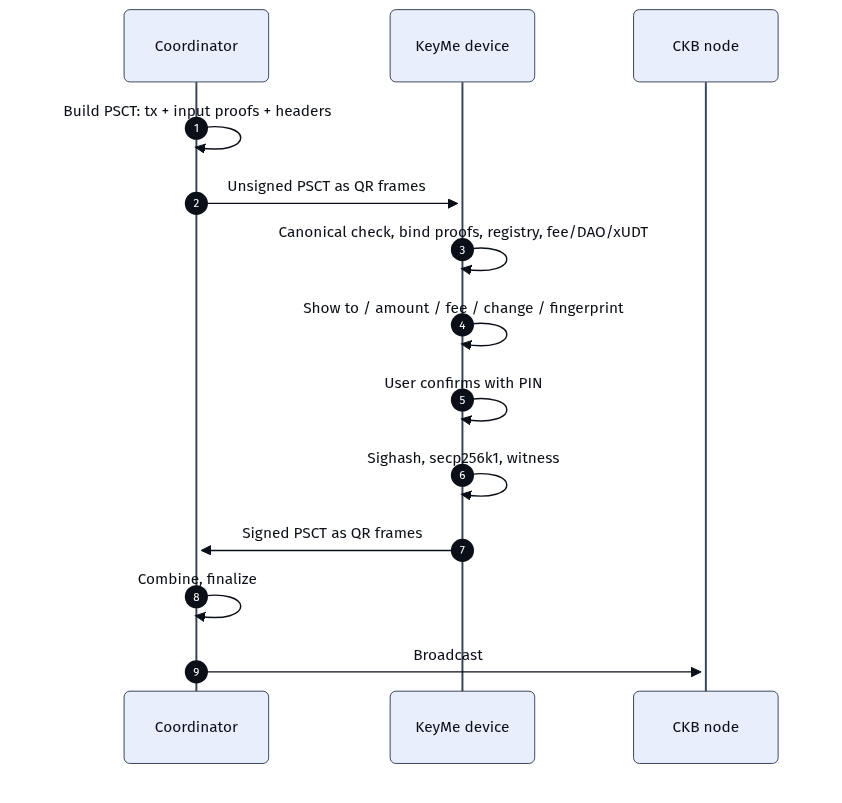 Coordinator
KeyMe device
CKB node
Build PSCT: tx + input proofs + headers
1
Unsigned PSCT as QR frames
2
Canonical check, bind proofs, registry, fee/DAO/xUDT
3
Show to / amount / fee / change / fingerprint
4
User confirms with PIN
5
Sighash, secp256k1, witness
6
Signed PSCT as QR frames
7
Combine, finalize
8
Broadcast
9
Coordinator
KeyMe device
CKB node